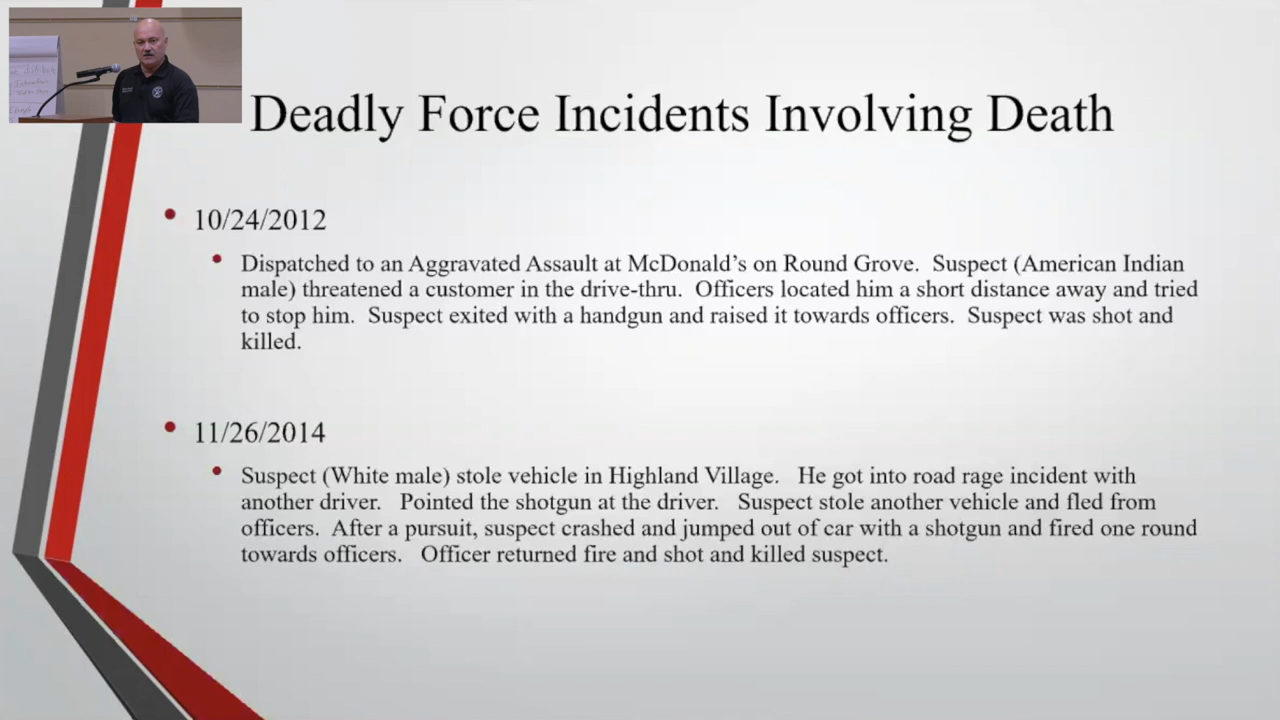 Deadly Force Incidents Involving Death
10/24/2012
Dispatched to an Aggravated Assault at McDonald’s on Round Grove. Suspect (American Indian
male) threatened a customer in the drive-thru. Officers located him a short distance away and tried
to stop him. Suspect exited with a handgun and raised it towards officers. Suspect was shot and
killed.
11/26/2014
Suspect (White male) stole vehicle in Highland Village. He got into road rage incident with
another driver. Pointed the shotgun at the driver. Suspect stole another vehicle and fled from
officers. After a pursuit, suspect crashed and jumped out of car with a shotgun and fired one round
towards officers. Officer returned fire and shot and killed suspect.